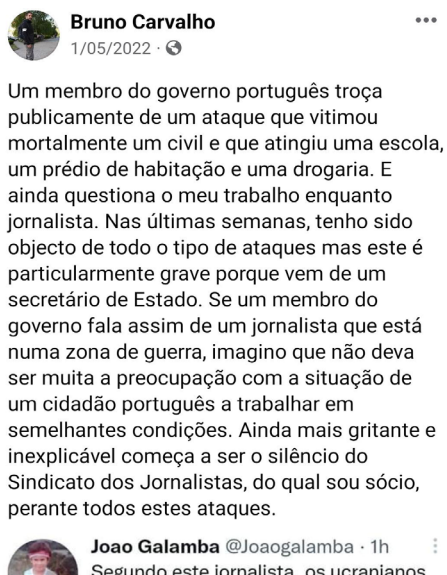 Bruno Carvalho
1/05/2022 ·
Um membro do governo português troça
publicamente de um ataque que vitimou
mortalmente um civil e que atingiu uma escola,
um prédio de habitação e uma drogaria. E
ainda questiona o meu trabalho enquanto
jornalista. Nas últimas semanas, tenho sido
objecto de todo o tipo de ataques mas este é
particularmente grave porque vem de um
secretário de Estado. Se um membro do
governo fala assim de um jornalista que está
numa zona de guerra, imagino que não deva
ser muita a preocupação com a situação de
um cidadão português a trabalhar em
semelhantes condições. Ainda mais gritante e
inexplicável começa a ser o silêncio do
Sindicato dos Jornalistas, do qual sou sócio,
perante todos estes ataques.
Joao Galamba @Joaogalamba · 1h
Segundo este jornalista, os ucranianos